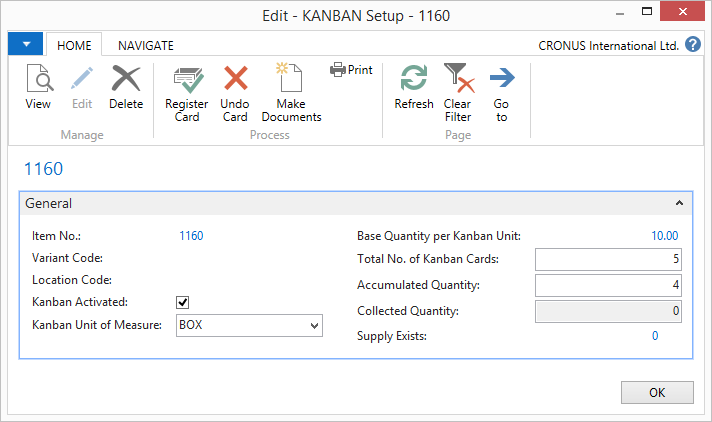 Edit - KANBAN Setup - 1160
HOME NAVIGATE CRONUS International Ltd. ?
View Edit Delete Register Card Undo Card Make Documents Print Refresh Clear Filter Go to
Manage Process Page
1160
General
Item No.: 1160
Variant Code:
Location Code:
Kanban Activated:
Kanban Unit of Measure: BOX
Base Quantity per Kanban Unit: 10.00
Total No. of Kanban Cards: 5
Accumulated Quantity: 4
Collected Quantity: 0
Supply Exists: 0
OK